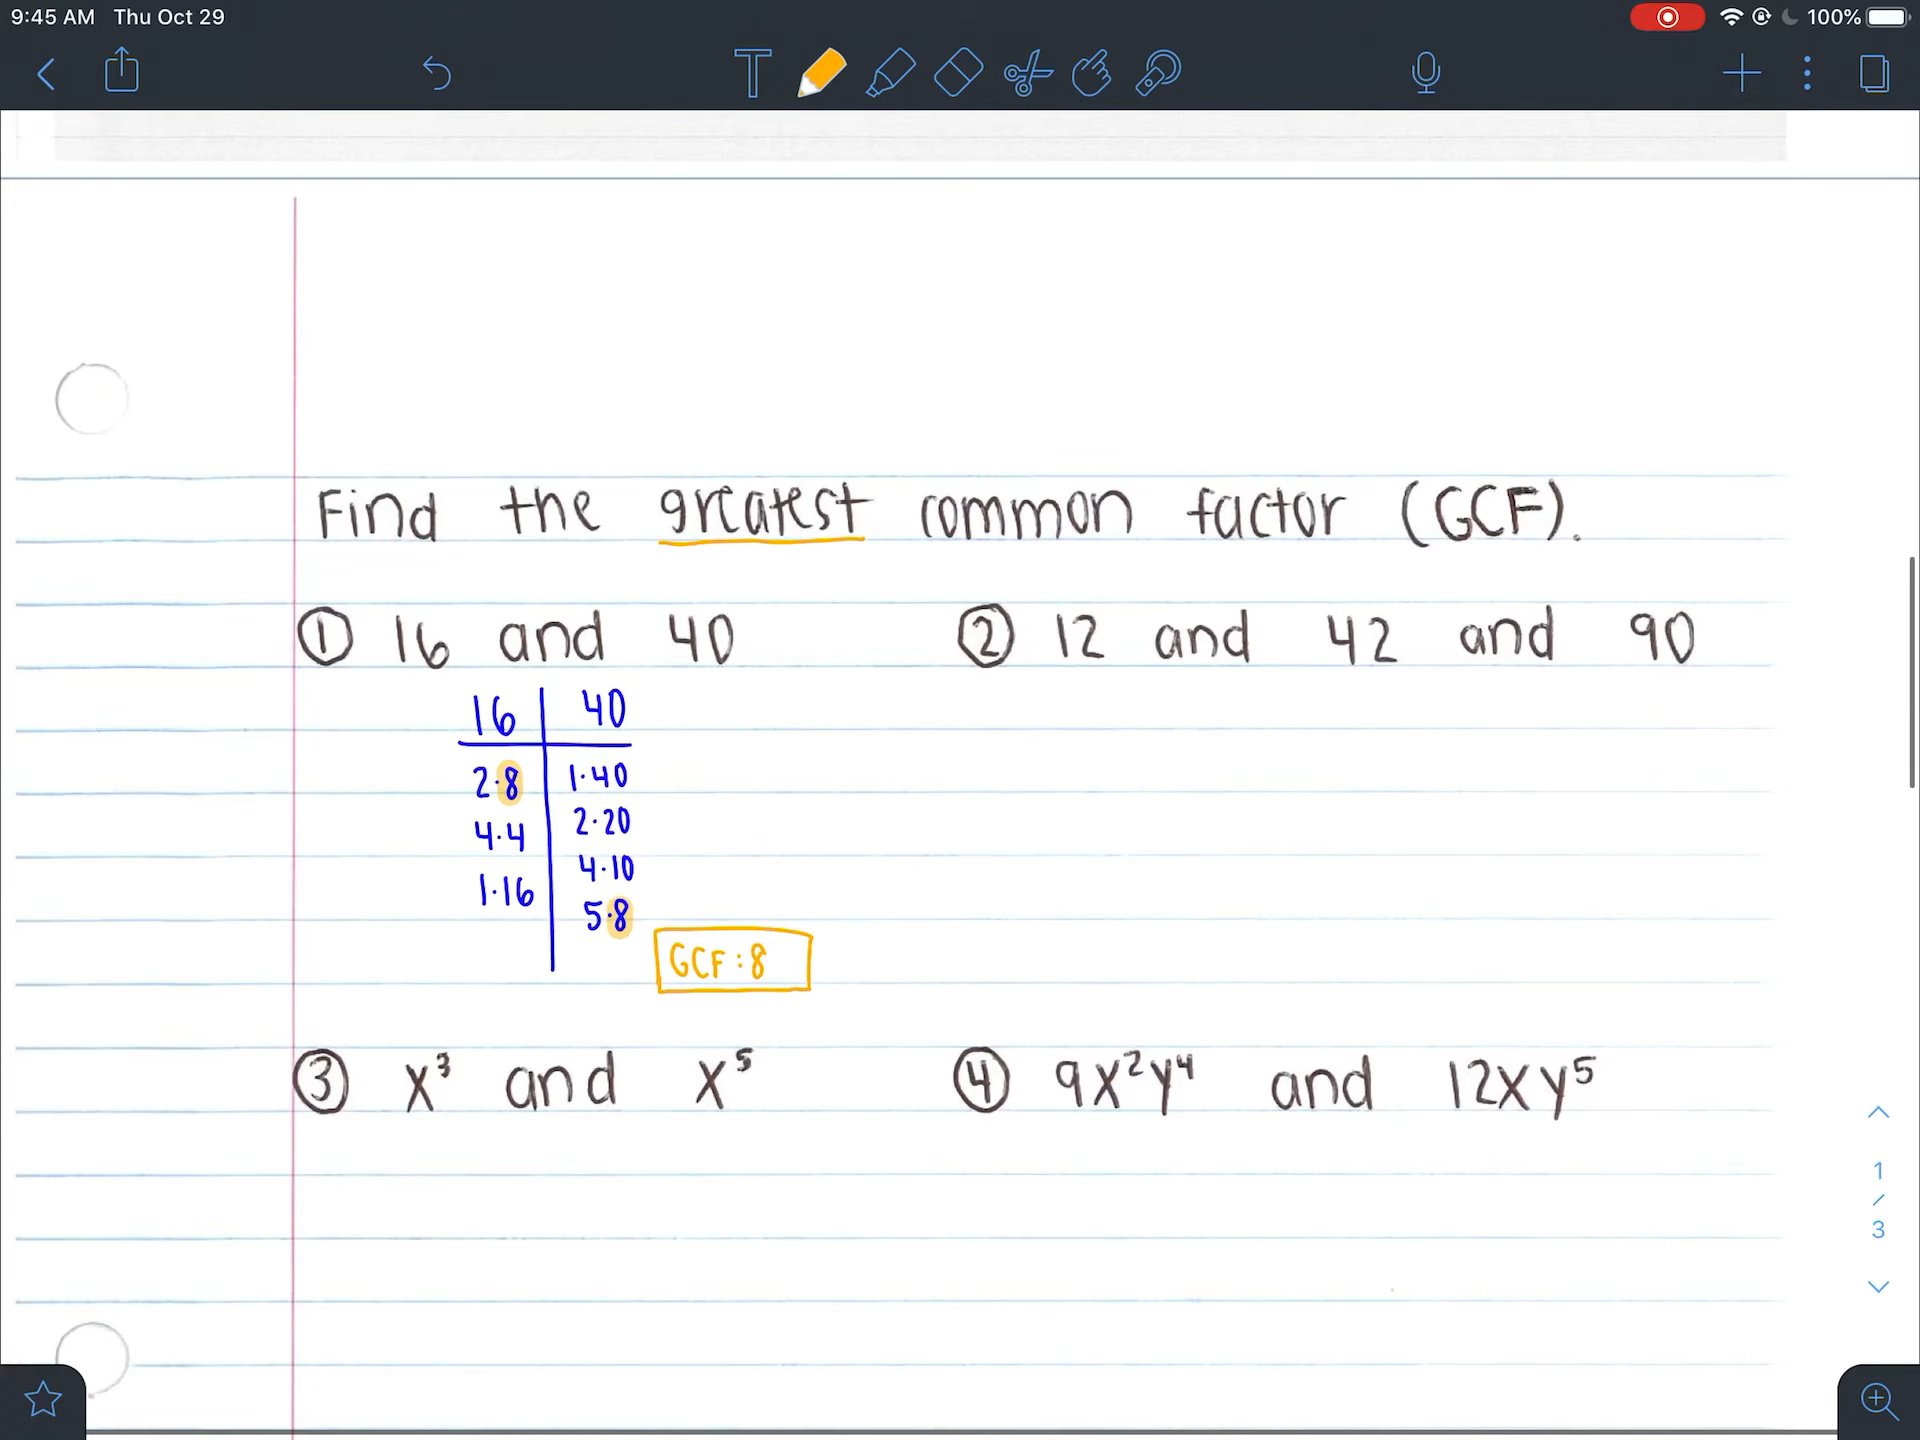 9:45 AM Thu Oct 29
100%
Find the greatest common factor (GCF).
① 16 and 40
② 12 and 42 and 90
16 | 40
2·8 | 1·40
4·4 | 2·20
1·16 | 4·10
5·8
GCF : 8
③ x³ and x⁵
④ 9x²y⁴ and 12xy⁵
1
/
3